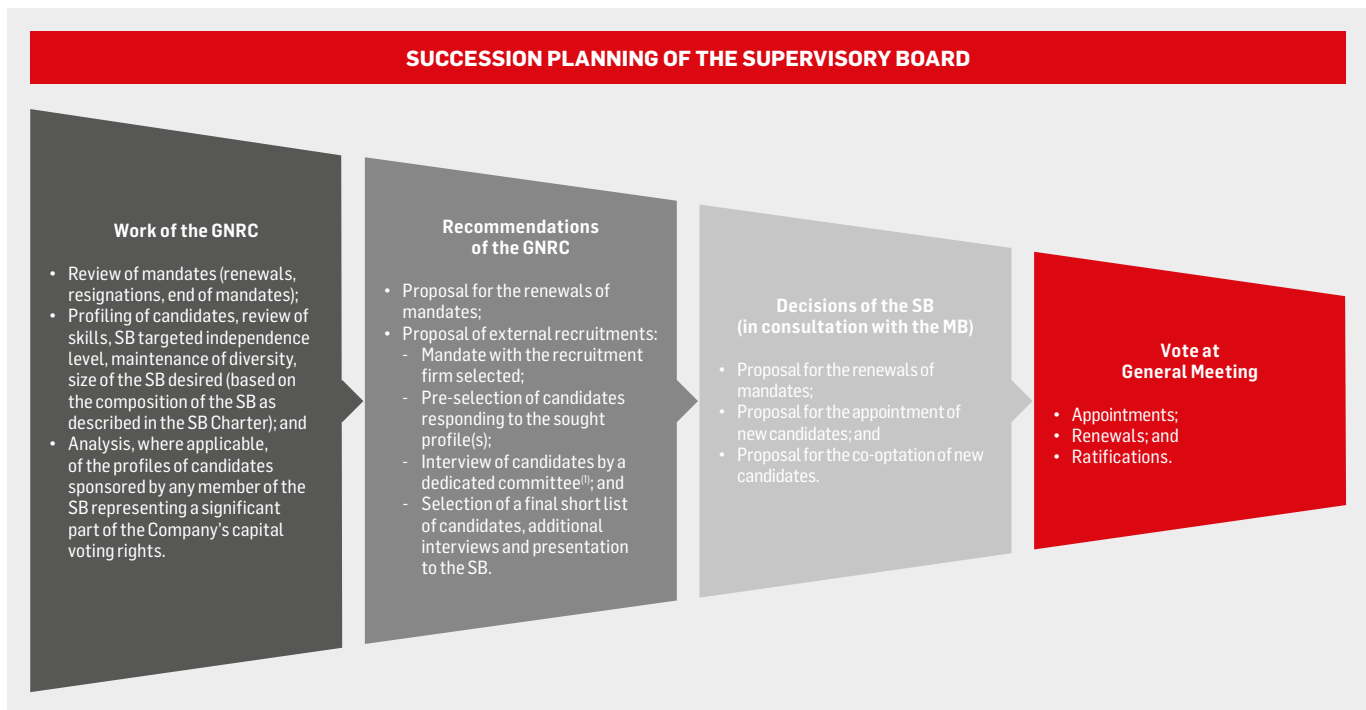 SUCCESSION PLANNING OF THE SUPERVISORY BOARD
Work of the GNRC
• Review of mandates (renewals,
resignations, end of mandates);
• Profiling of candidates, review of
skills, SB targeted independence
level, maintenance of diversity,
size of the SB desired (based on
the composition of the SB as
described in the SB Charter); and
• Analysis, where applicable,
of the profiles of candidates
sponsored by any member of the
SB representing a significant
part of the Company's capital
voting rights.
Recommendations
of the GNRC
• Proposal for the renewals of
mandates;
• Proposal of external recruitments:
- Mandate with the recruitment
firm selected;
- Pre-selection of candidates
responding to the sought
profile(s);
- Interview of candidates by a
dedicated committee(1); and
- Selection of a final short list
of candidates, additional
interviews and presentation
to the SB.
Decisions of the SB
(in consultation with the MB)
• Proposal for the renewals of
mandates;
• Proposal for the appointment of
new candidates; and
• Proposal for the co-optation of new
candidates.
Vote at
General Meeting
• Appointments;
• Renewals; and
• Ratifications.